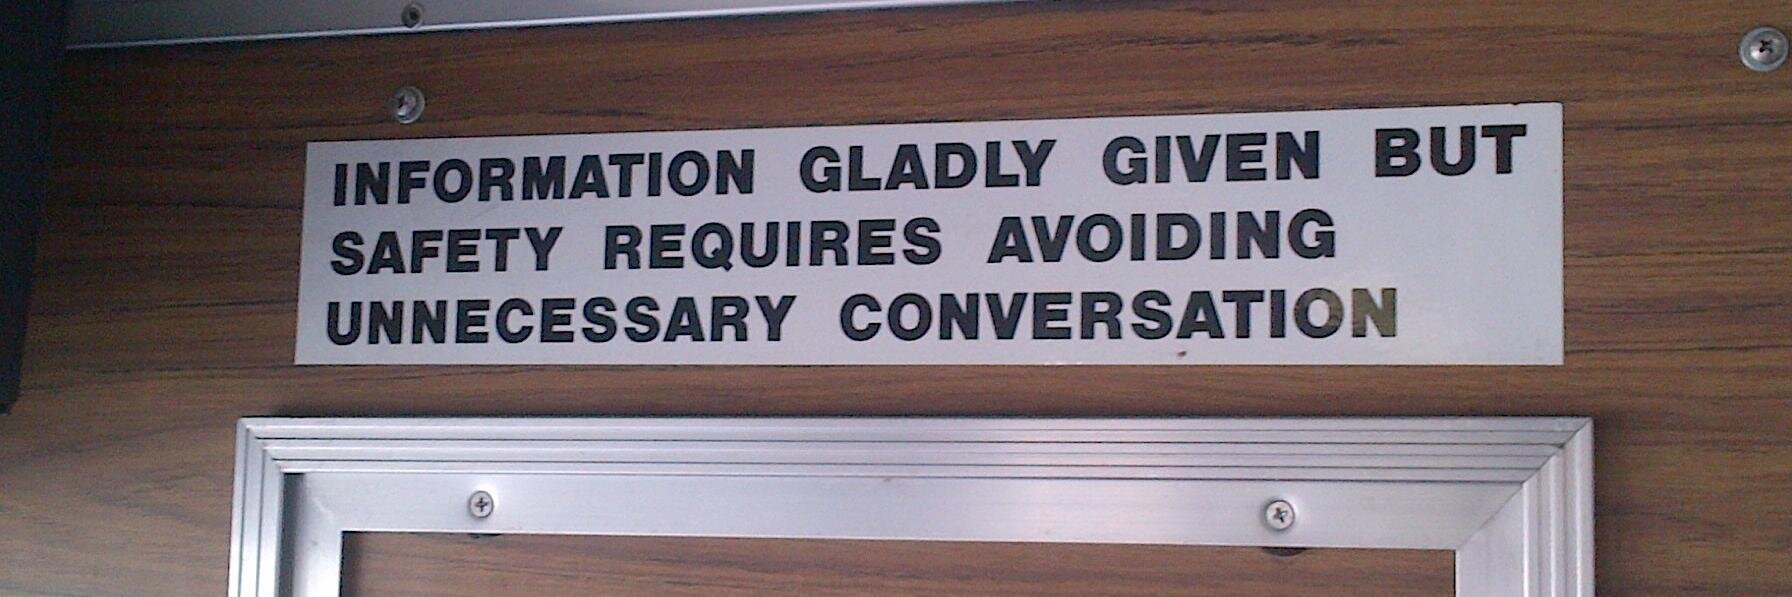 INFORMATION GLADLY GIVEN BUT
SAFETY REQUIRES AVOIDING
UNNECESSARY CONVERSATION